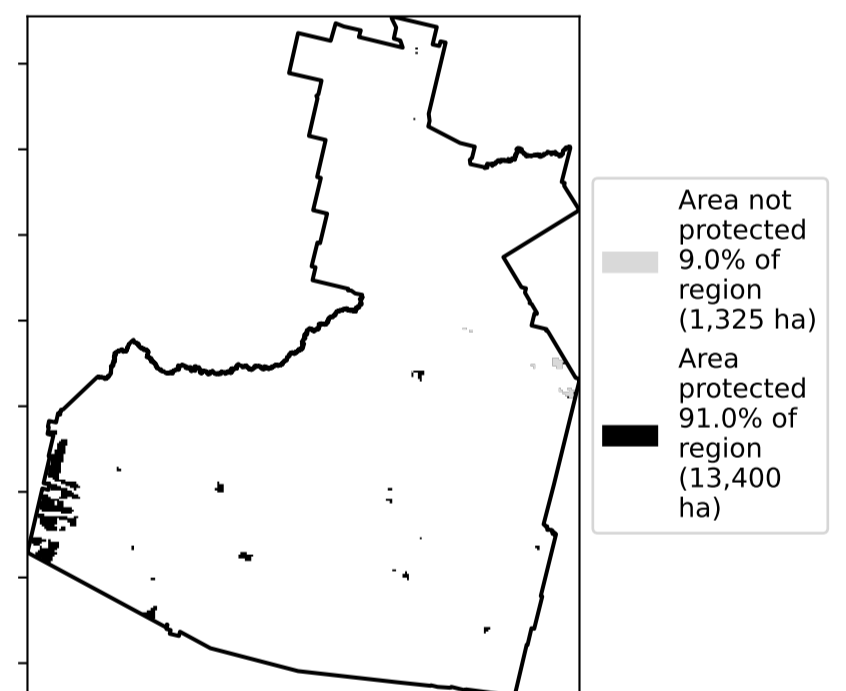 Area not
protected
9.0% of
region
(1,325 ha)
Area
protected
91.0% of
region
(13,400
ha)